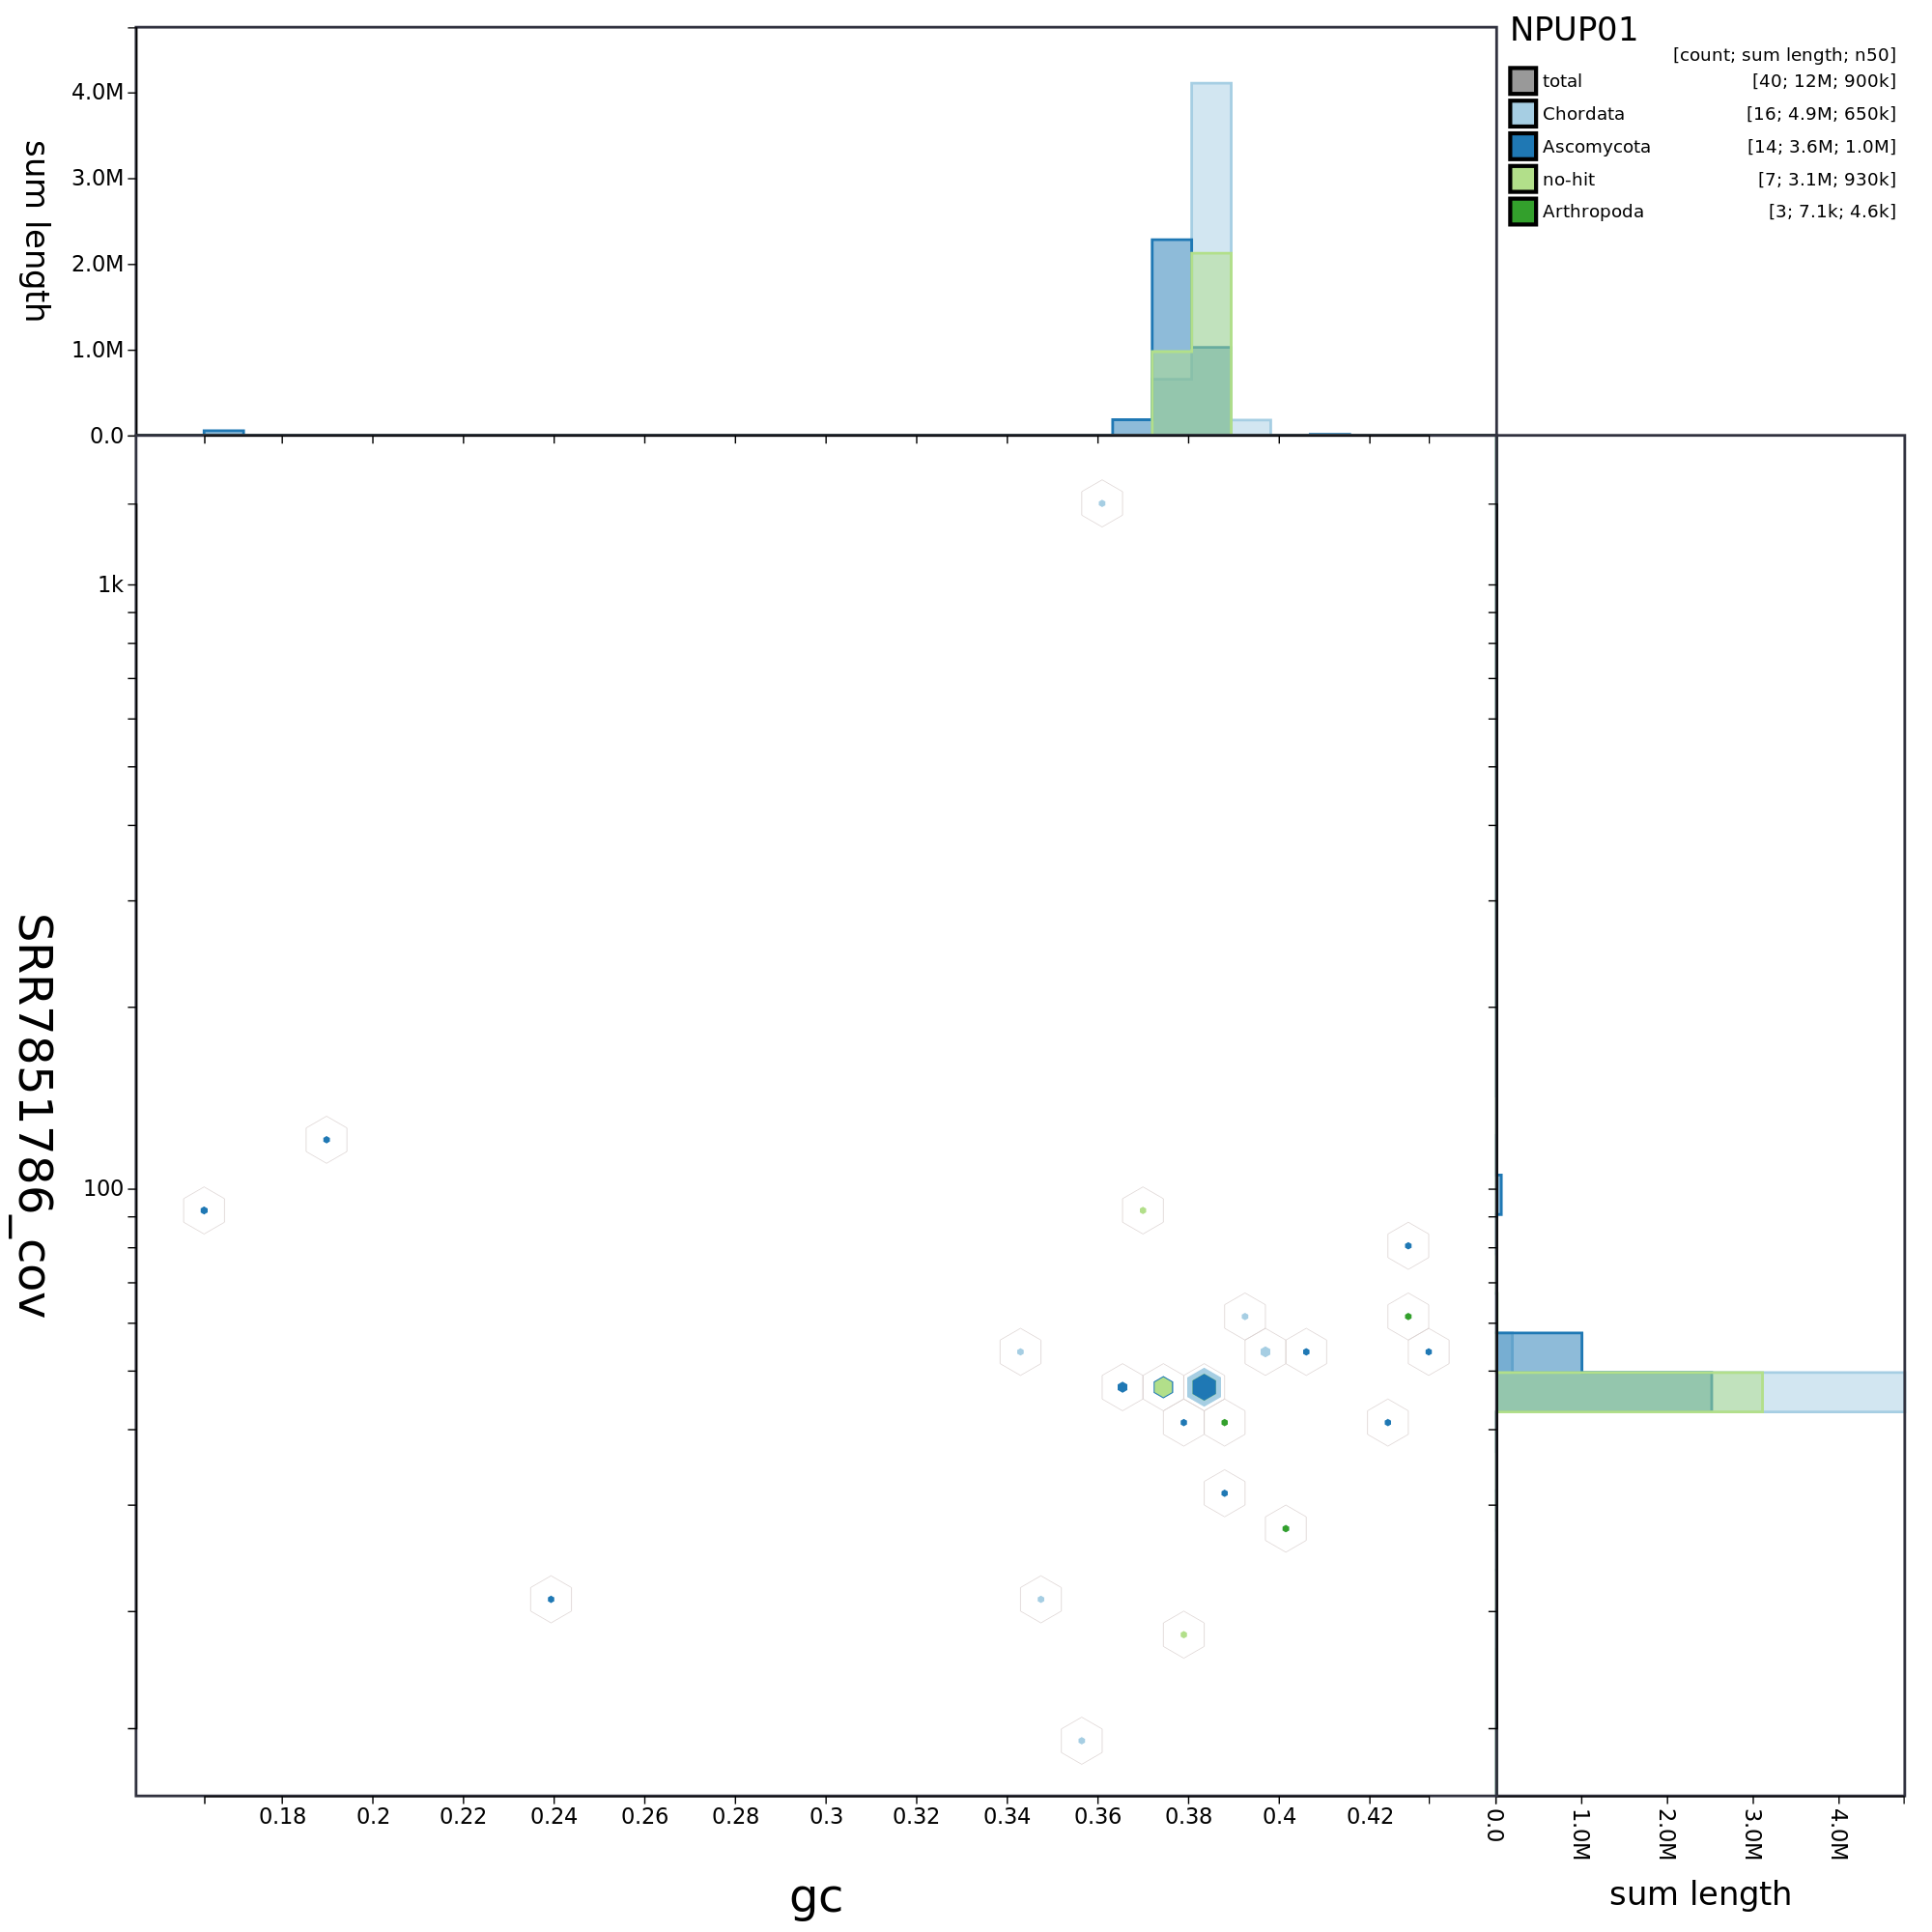 NPUP01
[count; sum length; n50]
total [40; 12M; 900k]
Chordata [16; 4.9M; 650k]
Ascomycota [14; 3.6M; 1.0M]
no-hit [7; 3.1M; 930k]
Arthropoda [3; 7.1k; 4.6k]
sum length
4.0M
3.0M
2.0M
1.0M
0.0
SRR7851786_cov
1k
100
0.18 0.2 0.22 0.24 0.26 0.28 0.3 0.32 0.34 0.36 0.38 0.4 0.42
gc
0.0 1.0M 2.0M 3.0M 4.0M
sum length